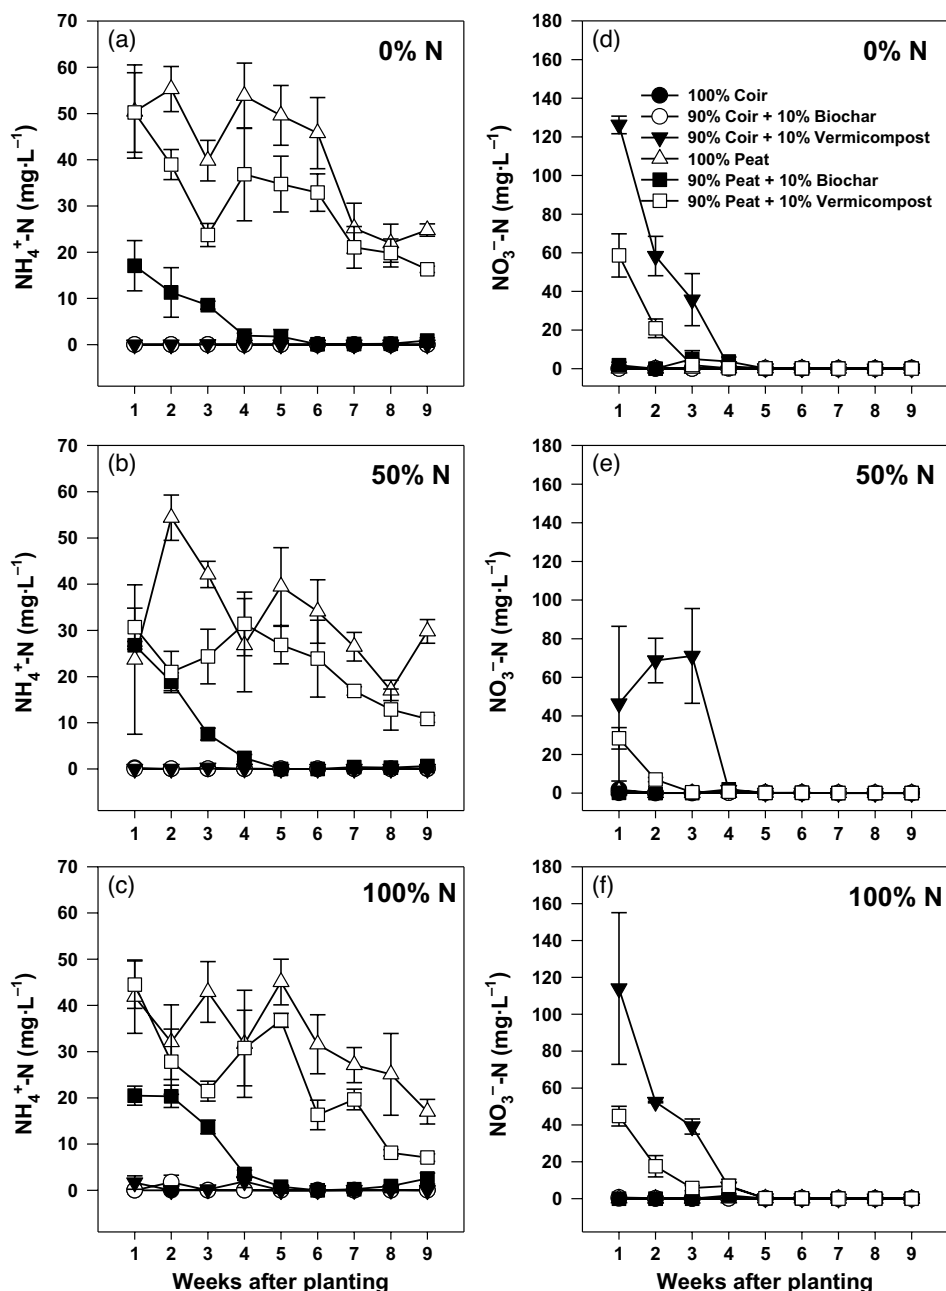 (a)
0% N
NH₄⁺-N (mg·L⁻¹)
70
60
50
40
30
20
10
0
1 2 3 4 5 6 7 8 9
(d)
0% N
NO₃⁻-N (mg·L⁻¹)
180
160
140
120
100
80
60
40
20
0
100% Coir
90% Coir + 10% Biochar
90% Coir + 10% Vermicompost
100% Peat
90% Peat + 10% Biochar
90% Peat + 10% Vermicompost
1 2 3 4 5 6 7 8 9
(b)
50% N
NH₄⁺-N (mg·L⁻¹)
70
60
50
40
30
20
10
0
1 2 3 4 5 6 7 8 9
(e)
50% N
NO₃⁻-N (mg·L⁻¹)
180
160
140
120
100
80
60
40
20
0
1 2 3 4 5 6 7 8 9
(c)
100% N
NH₄⁺-N (mg·L⁻¹)
70
60
50
40
30
20
10
0
1 2 3 4 5 6 7 8 9
Weeks after planting
(f)
100% N
NO₃⁻-N (mg·L⁻¹)
180
160
140
120
100
80
60
40
20
0
1 2 3 4 5 6 7 8 9
Weeks after planting